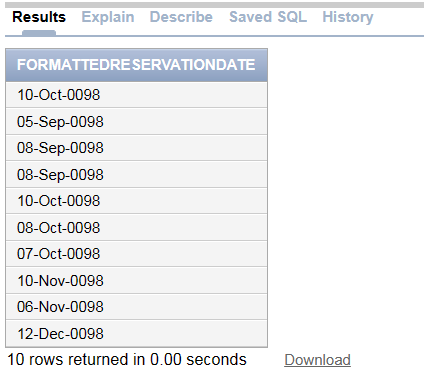 Results Explain Describe Saved SQL History
FORMATTEDRESERVATIONDATE
10-Oct-0098
05-Sep-0098
08-Sep-0098
08-Sep-0098
10-Oct-0098
08-Oct-0098
07-Oct-0098
10-Nov-0098
06-Nov-0098
12-Dec-0098
10 rows returned in 0.00 seconds Download